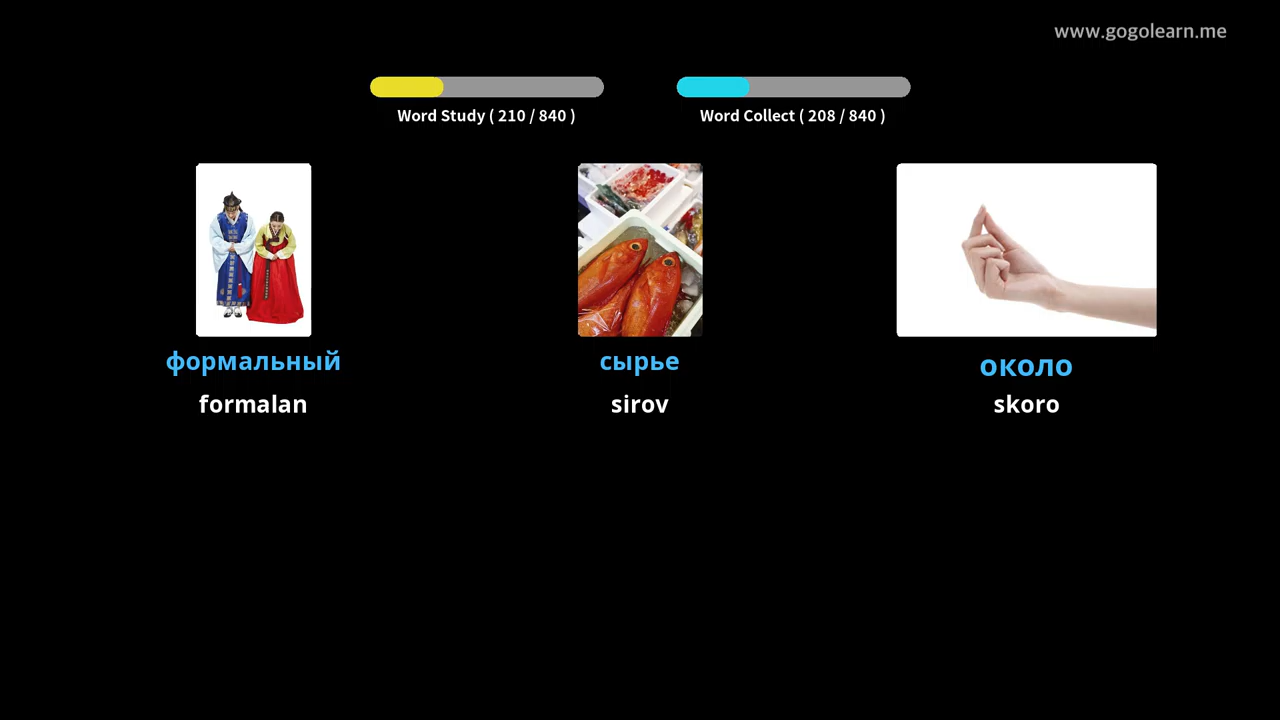 www.gogolearn.me
Word Study ( 210 / 840 )
Word Collect ( 208 / 840 )
формальный
сырье
около
formalan
sirov
skoro